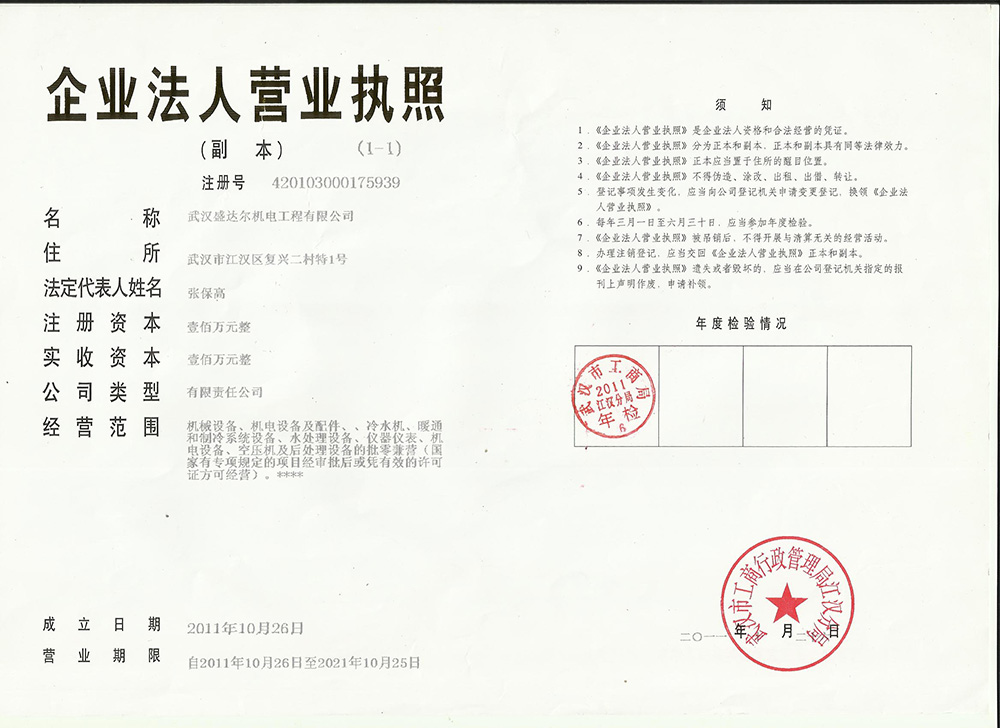 企业法人营业执照
（副 本） （1-1）
注册号 420103000175939
名称 武汉盛达尔机电工程有限公司
住所 武汉市江汉区复兴二村特1号
法定代表人姓名 张保高
注册资本 壹佰万元整
实收资本 壹佰万元整
公司类型 有限责任公司
经营范围 机械设备、机电设备及配件、、冷水机、暖通
和制冷系统设备、水处理设备、仪器仪表、机
电设备、空压机及后处理设备的批零兼营（国
家有专项规定的项目经审批后或凭有效的许可
证方可经营）。****
成立日期 2011年10月26日
营业期限 自2011年10月26日至2021年10月25日
须 知
1．《企业法人营业执照》是企业法人资格和合法经营的凭证。
2．《企业法人营业执照》分为正本和副本，正本和副本具有同等法律效力。
3．《企业法人营业执照》正本应当置于住所的醒目位置。
4．《企业法人营业执照》不得伪造、涂改、出租、出借、转让。
5．登记事项发生变化，应当向公司登记机关申请变更登记，换领《企业法
人营业执照》。
6．每年三月一日至六月三十日，应当参加年度检验。
7．《企业法人营业执照》被吊销后，不得开展与清算无关的经营活动。
8．办理注销登记，应当交回《企业法人营业执照》正本和副本。
9．《企业法人营业执照》遗失或者毁坏的，应当在公司登记机关指定的报
刊上声明作废，申请补领。
年度检验情况
武汉市工商局
2011
江汉分局
年检
6
武汉市工商行政管理局江汉分局
二〇一一年 月 日